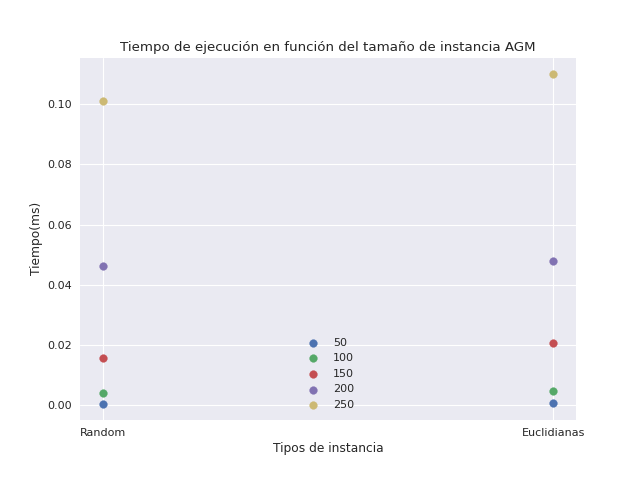 Tiempo de ejecución en función del tamaño de instancia AGM
0.10
0.08
0.06
0.04
0.02
0.00
Tiempo(ms)
50
100
150
200
250
Random
Euclidianas
Tipos de instancia